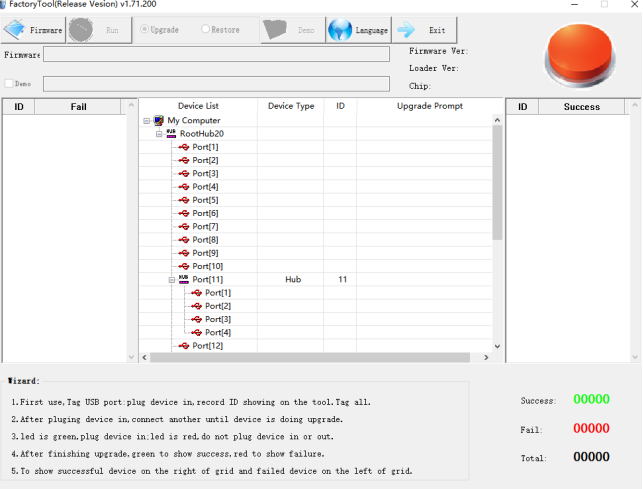 FactoryTool(Release Vesion) v1.71.200
Firmware Run Upgrade Restore Demo Language Exit
Firmware
Firmware Ver:
Loader Ver:
Demo
Chip:
ID Fail
Device List Device Type ID Upgrade Prompt
ID Success
My Computer
HUB RootHub20
Port[1]
Port[2]
Port[3]
Port[4]
Port[5]
Port[6]
Port[7]
Port[8]
Port[9]
Port[10]
HUB Port[11] Hub 11
Port[1]
Port[2]
Port[3]
Port[4]
Port[12]
Wizard:
1.First use,Tag USB port:plug device in,record ID showing on the tool.Tag all.
2.After pluging device in,connect another until device is doing upgrade.
3.led is green,plug device in;led is red,do not plug device in or out.
4.After finishing upgrade,green to show success,red to show failure.
5.To show successful device on the right of grid and failed device on the left of grid.
Success: 00000
Fail: 00000
Total: 00000